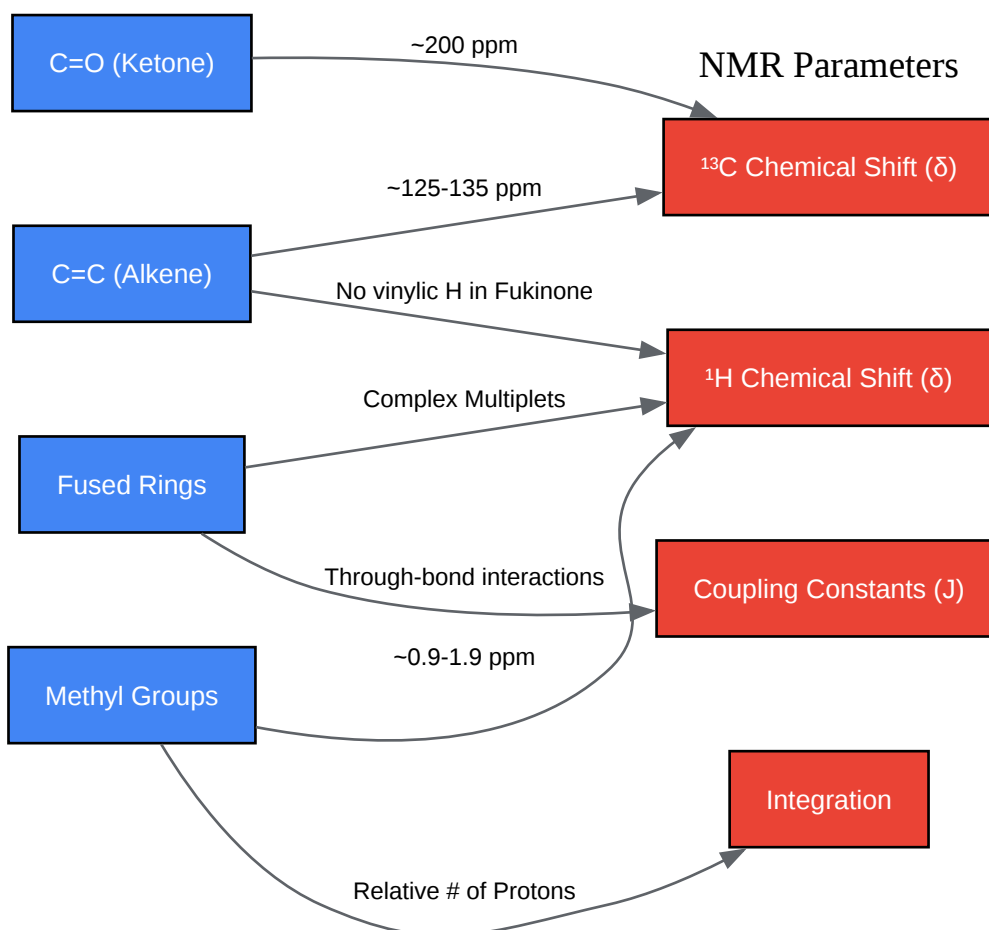 C=O (Ketone)
~200 ppm
NMR Parameters
¹³C Chemical Shift (δ)
~125-135 ppm
C=C (Alkene)
No vinylic H in Fukinone
¹H Chemical Shift (δ)
Complex Multiplets
Fused Rings
Through-bond interactions
Coupling Constants (J)
~0.9-1.9 ppm
Methyl Groups
Integration
Relative # of Protons